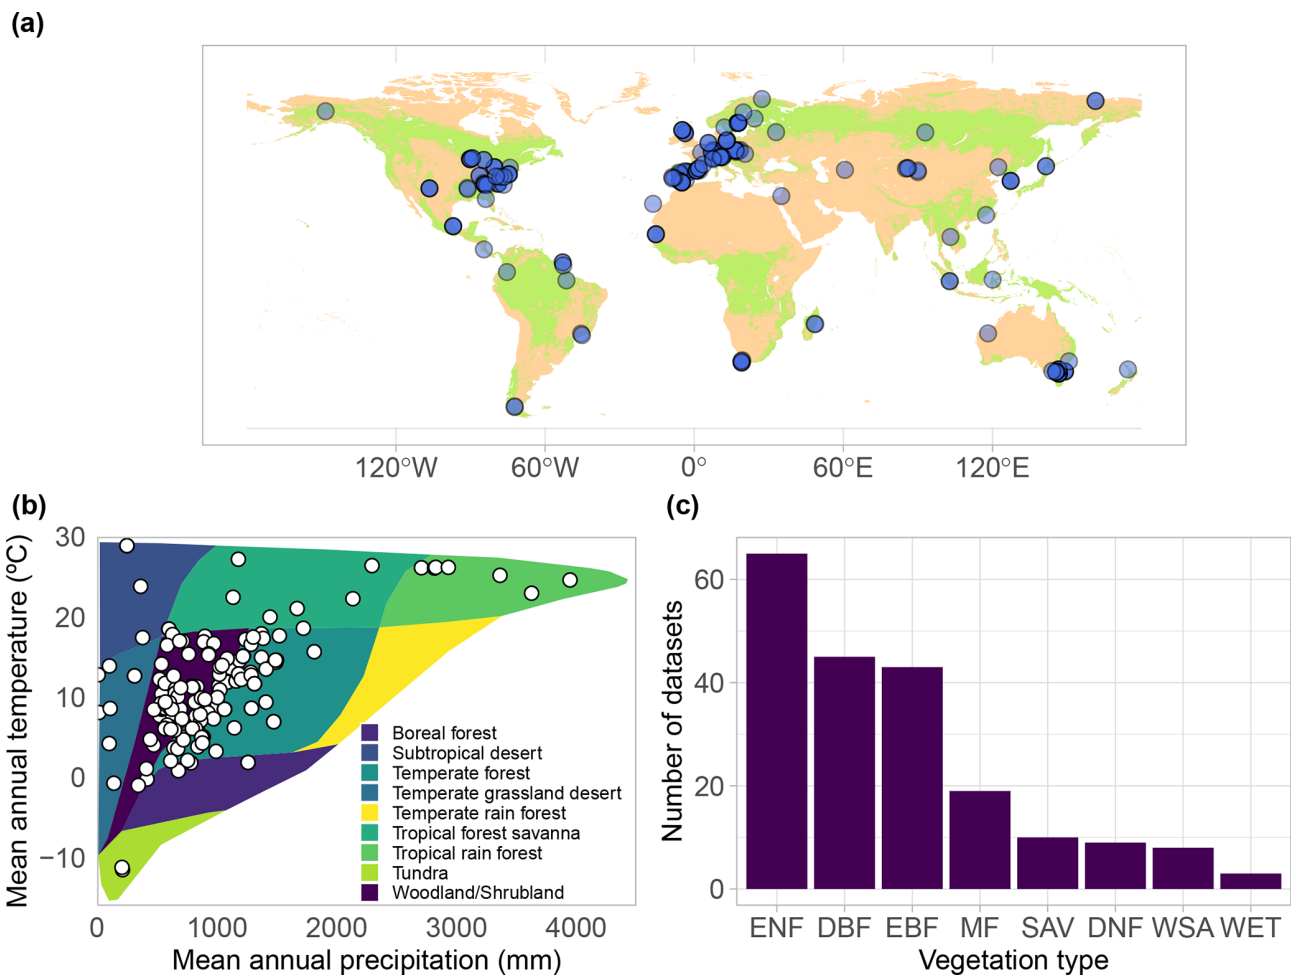 (a)
120°W 60°W 0° 60°E 120°E
(b)
Mean annual temperature (ºC)
30
20
10
0
−10
Boreal forest
Subtropical desert
Temperate forest
Temperate grassland desert
Temperate rain forest
Tropical forest savanna
Tropical rain forest
Tundra
Woodland/Shrubland
0 1000 2000 3000 4000
Mean annual precipitation (mm)
(c)
Number of datasets
60
40
20
0
ENF DBF EBF MF SAV DNF WSA WET
Vegetation type